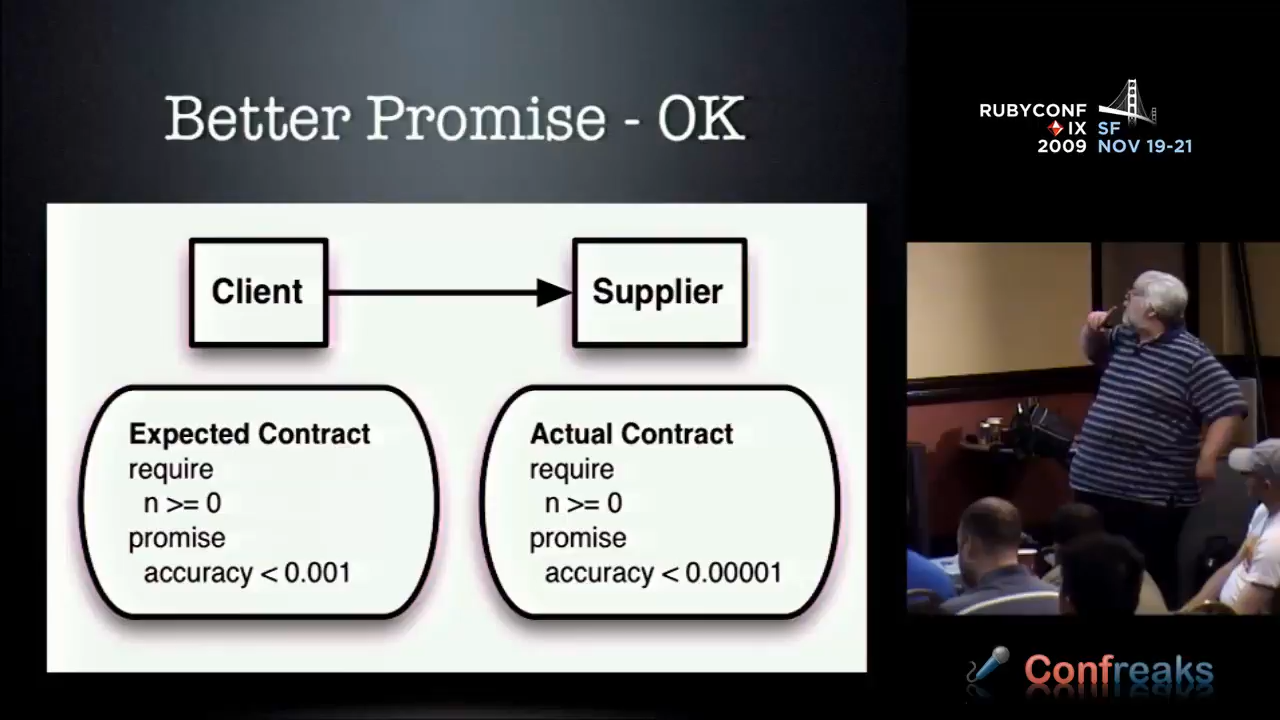 Better Promise - OK
Client
Supplier
Expected Contract
require
n >= 0
promise
accuracy < 0.001
Actual Contract
require
n >= 0
promise
accuracy < 0.00001
RUBYCONF
IX SF
2009 NOV 19-21
Confreaks